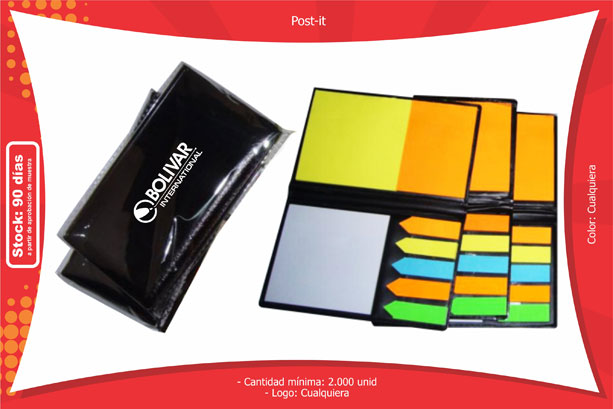 Post-it
Stock: 90 días
a partir de aprobación de muestra
BOLIVAR
INTERNATIONAL
Color: Cualquiera
- Cantidad mínima: 2.000 unid
- Logo: Cualquiera